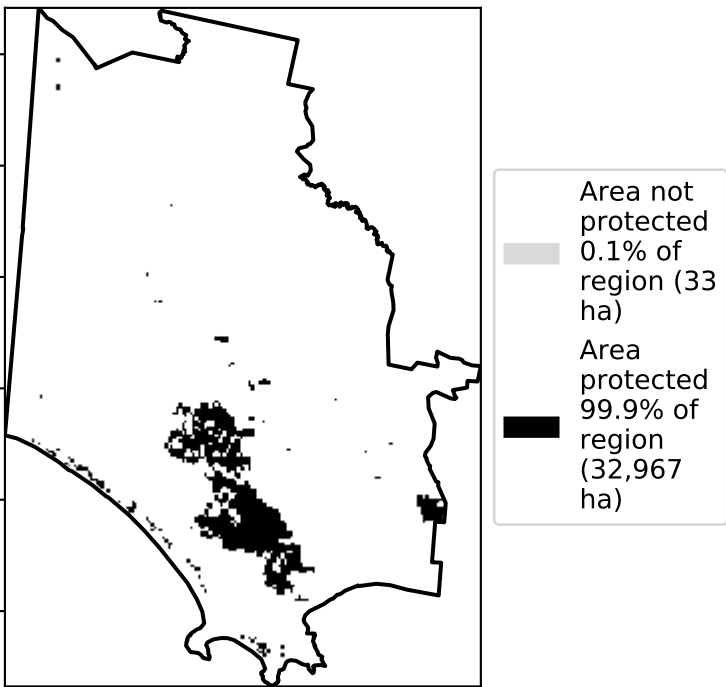 Area not
protected
0.1% of
region (33
ha)
Area
protected
99.9% of
region
(32,967
ha)